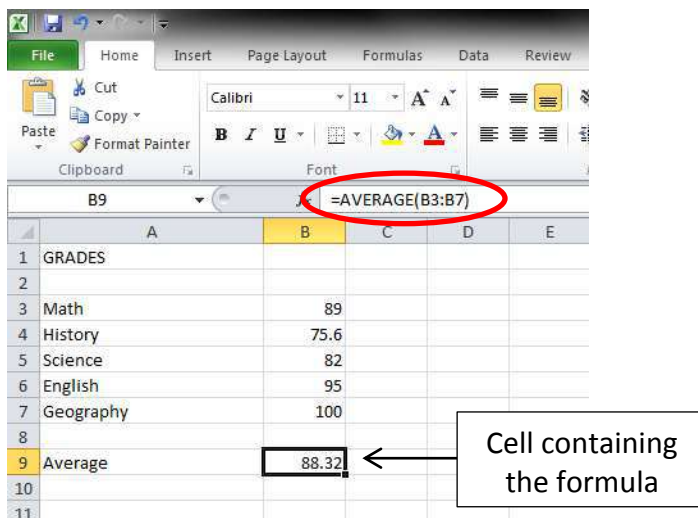 File Home Insert Page Layout Formulas Data Review
Cut
Copy
Format Painter
Paste
Calibri 11 A A
B I U A
Clipboard Font
B9 =AVERAGE(B3:B7)
A B C D E
1 GRADES
2
3 Math 89
4 History 75.6
5 Science 82
6 English 95
7 Geography 100
8
9 Average 88.32
10
11
Cell containing
the formula